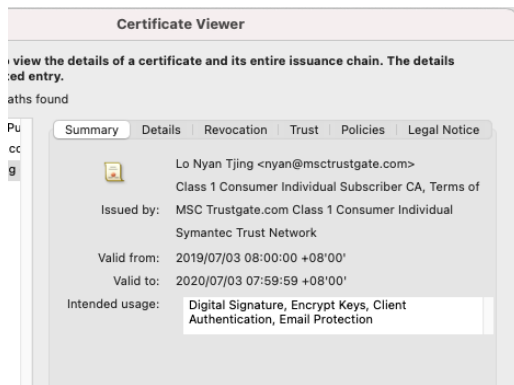 Certificate Viewer
view the details of a certificate and its entire issuance chain. The details
ted entry.
aths found
Pu
cc
g
Summary Details Revocation Trust Policies Legal Notice
Lo Nyan Tjing <nyan@msctrustgate.com>
Class 1 Consumer Individual Subscriber CA, Terms of
Issued by: MSC Trustgate.com Class 1 Consumer Individual
Symantec Trust Network
Valid from: 2019/07/03 08:00:00 +08'00'
Valid to: 2020/07/03 07:59:59 +08'00'
Intended usage: Digital Signature, Encrypt Keys, Client
Authentication, Email Protection